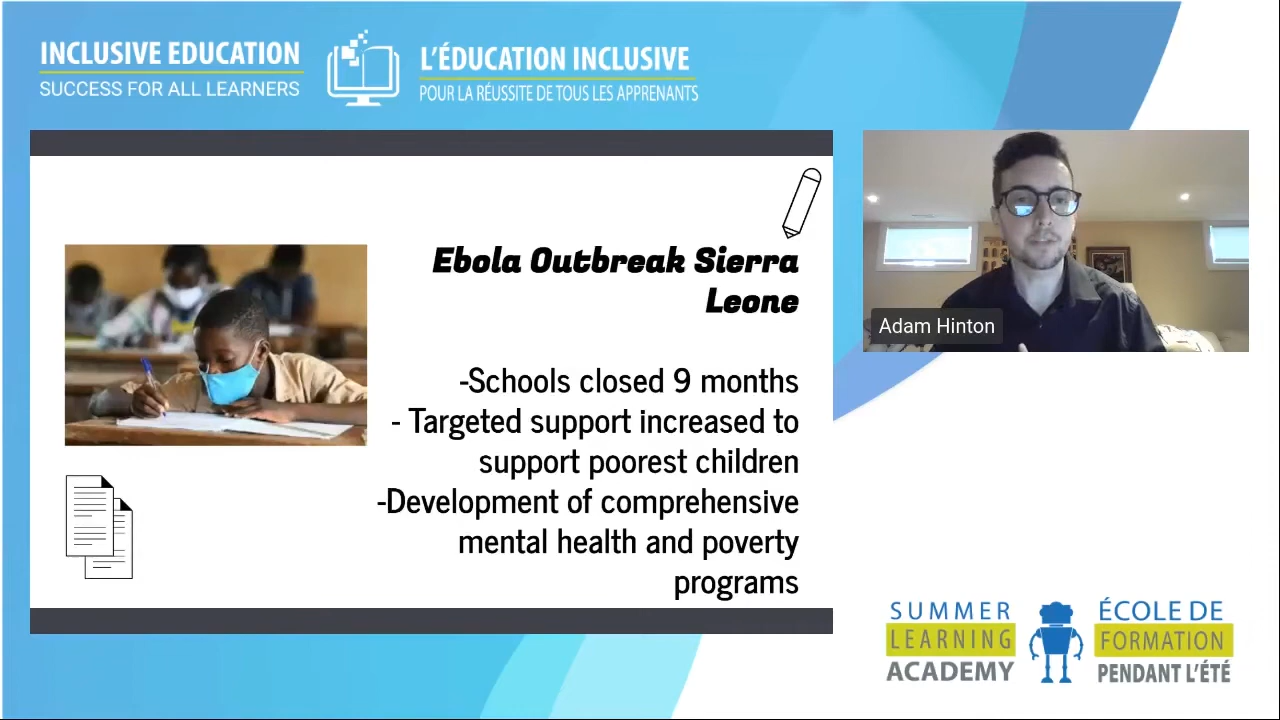 INCLUSIVE EDUCATION
SUCCESS FOR ALL LEARNERS
L'ÉDUCATION INCLUSIVE
POUR LA RÉUSSITE DE TOUS LES APPRENANTS
Ebola Outbreak Sierra
Leone
-Schools closed 9 months
- Targeted support increased to
support poorest children
-Development of comprehensive
mental health and poverty
programs
Adam Hinton
SUMMER
LEARNING
ACADEMY
ÉCOLE DE
FORMATION
PENDANT L'ÉTÉ